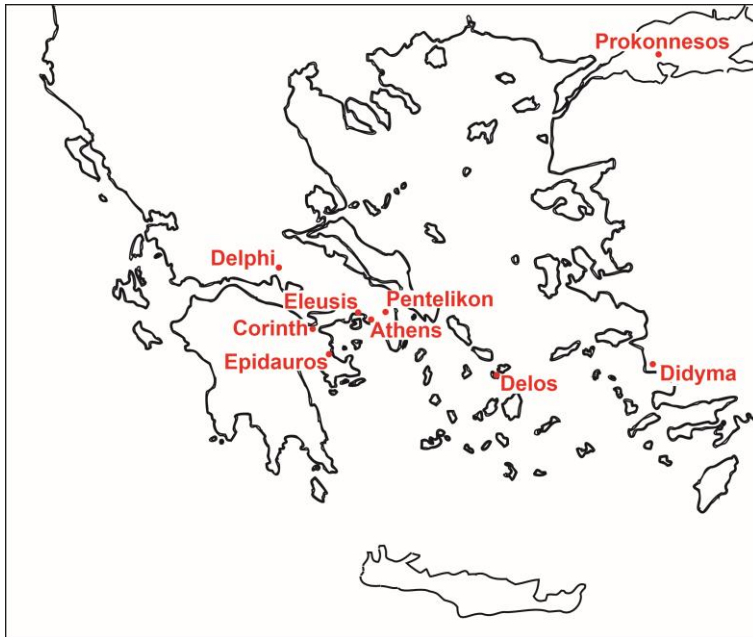 Prokonnesos
Delphi
Eleusis
Pentelikon
Corinth
Athens
Epidauros
Delos
Didyma